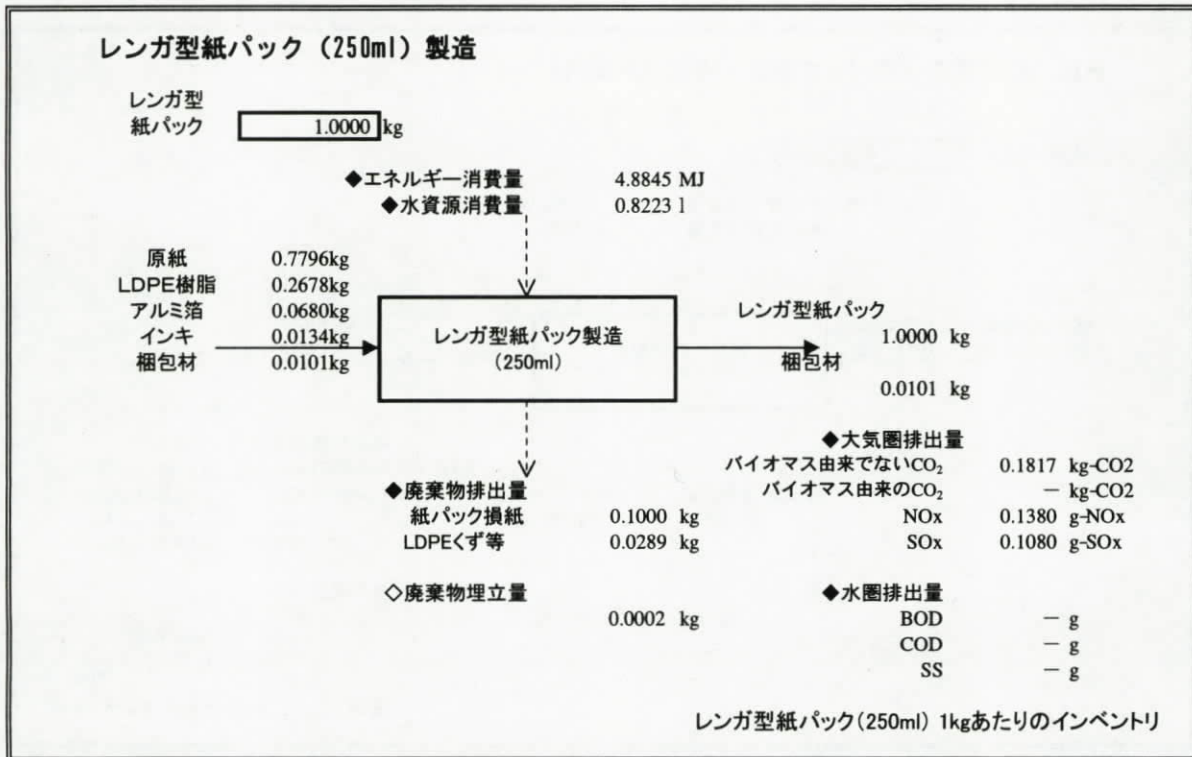 レンガ型紙パック（250ml）製造
レンガ型
紙パック 1.0000 kg
◆エネルギー消費量 4.8845 MJ
◆水資源消費量 0.8223 l
原紙 0.7796kg
LDPE樹脂 0.2678kg
アルミ箔 0.0680kg
インキ 0.0134kg
梱包材 0.0101kg
レンガ型紙パック製造
(250ml)
レンガ型紙パック
1.0000 kg
梱包材
0.0101 kg
◆廃棄物排出量
紙パック損紙 0.1000 kg
LDPEくず等 0.0289 kg
◇廃棄物埋立量
0.0002 kg
◆大気圏排出量
バイオマス由来でないCO₂ 0.1817 kg-CO2
バイオマス由来のCO₂ － kg-CO2
NOx 0.1380 g-NOx
SOx 0.1080 g-SOx
◆水圏排出量
BOD － g
COD － g
SS － g
レンガ型紙パック(250ml) 1kgあたりのインベントリ